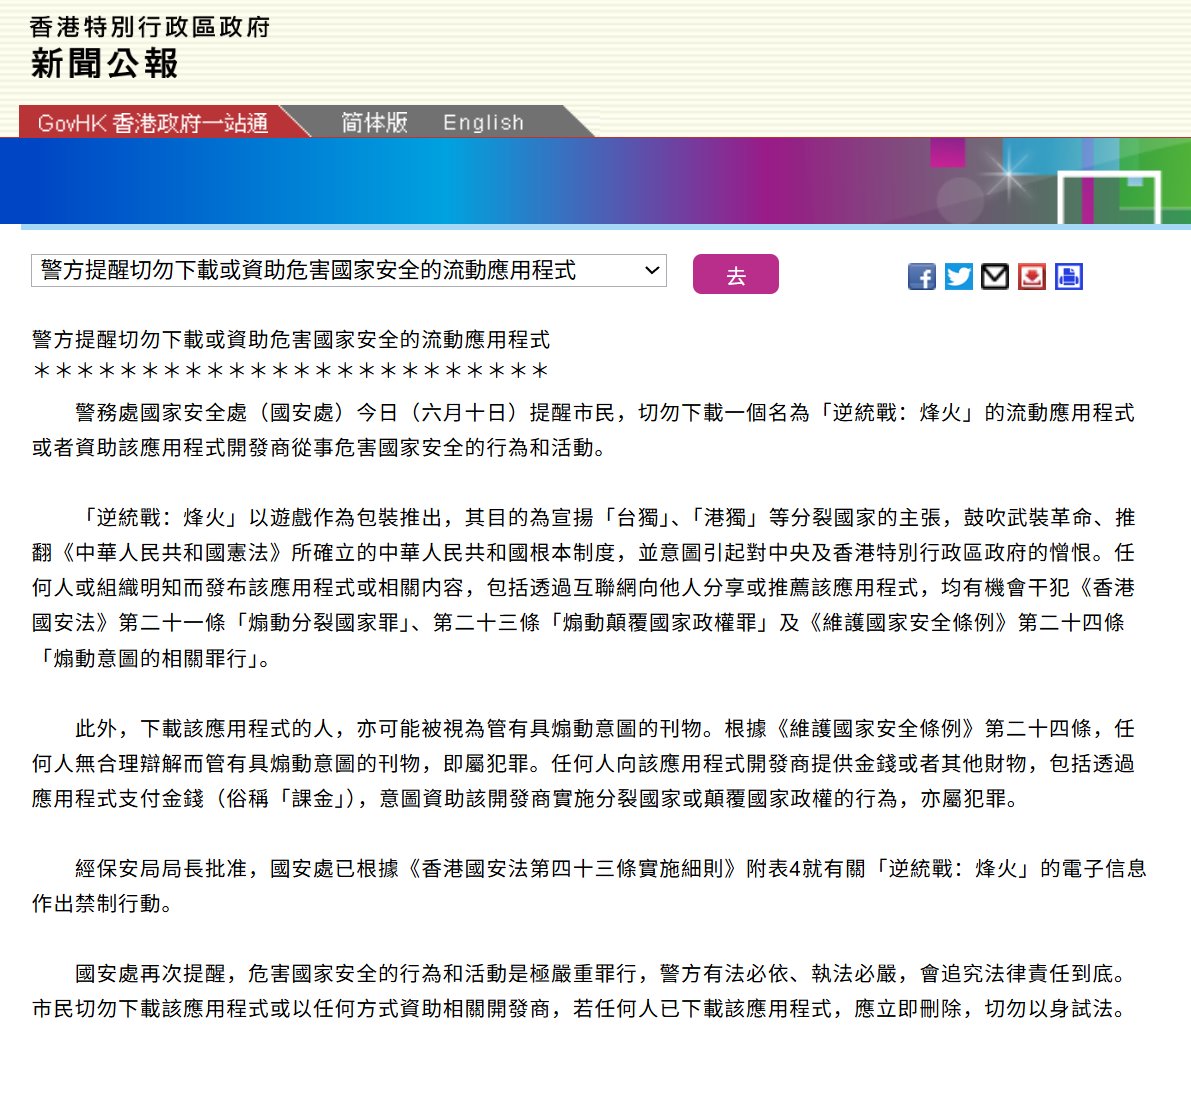 香港特別行政區政府
新聞公報
GovHK 香港政府一站通 简体版 English
警方提醒切勿下載或資助危害國家安全的流動應用程式 去
警方提醒切勿下載或資助危害國家安全的流動應用程式
＊＊＊＊＊＊＊＊＊＊＊＊＊＊＊＊＊＊＊＊＊＊＊＊
警務處國家安全處（國安處）今日（六月十日）提醒市民，切勿下載一個名為「逆統戰：烽火」的流動應用程式
或者資助該應用程式開發商從事危害國家安全的行為和活動。
「逆統戰：烽火」以遊戲作為包裝推出，其目的為宣揚「台獨」、「港獨」等分裂國家的主張，鼓吹武裝革命、推
翻《中華人民共和國憲法》所確立的中華人民共和國根本制度，並意圖引起對中央及香港特別行政區政府的憎恨。任
何人或組織明知而發布該應用程式或相關內容，包括透過互聯網向他人分享或推薦該應用程式，均有機會干犯《香港
國安法》第二十一條「煽動分裂國家罪」、第二十三條「煽動顛覆國家政權罪」及《維護國家安全條例》第二十四條
「煽動意圖的相關罪行」。
此外，下載該應用程式的人，亦可能被視為管有具煽動意圖的刊物。根據《維護國家安全條例》第二十四條，任
何人無合理辯解而管有具煽動意圖的刊物，即屬犯罪。任何人向該應用程式開發商提供金錢或者其他財物，包括透過
應用程式支付金錢（俗稱「課金」），意圖資助該開發商實施分裂國家或顛覆國家政權的行為，亦屬犯罪。
經保安局局長批准，國安處已根據《香港國安法第四十三條實施細則》附表4就有關「逆統戰：烽火」的電子信息
作出禁制行動。
國安處再次提醒，危害國家安全的行為和活動是極嚴重罪行，警方有法必依、執法必嚴，會追究法律責任到底。
市民切勿下載該應用程式或以任何方式資助相關開發商，若任何人已下載該應用程式，應立即刪除，切勿以身試法。